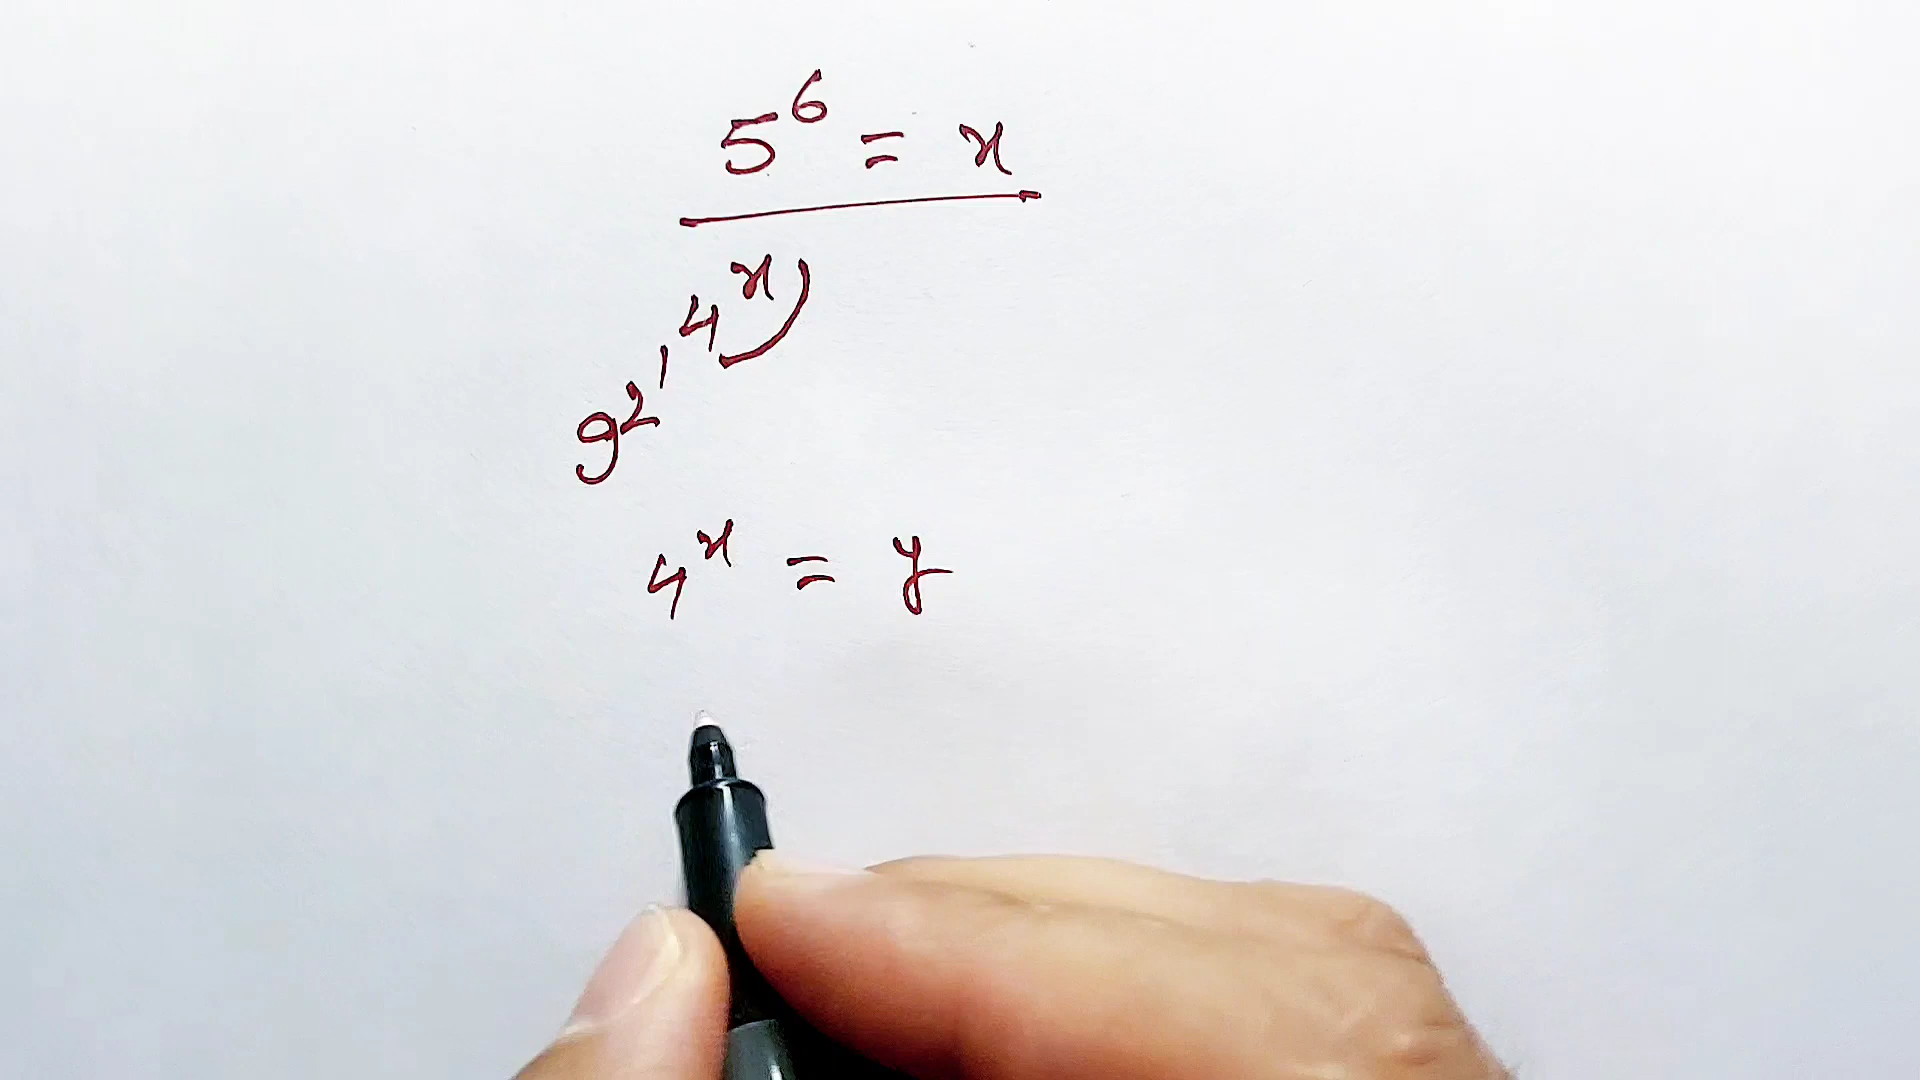 5^6 = x
9^2^1^4^x
4^x = y